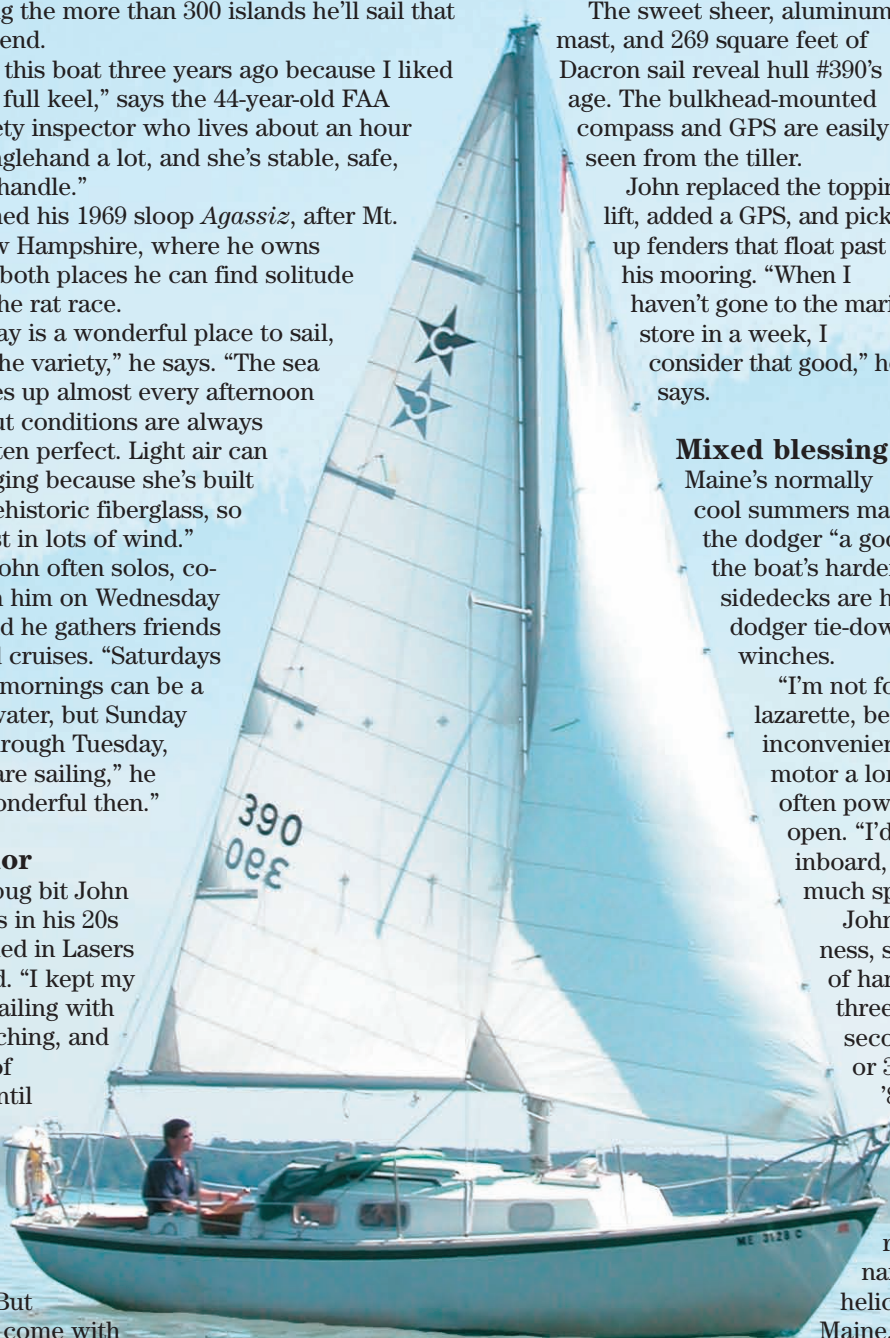 g the more than 300 islands he'll sail that
end.
this boat three years ago because I liked
full keel," says the 44-year-old FAA
ety inspector who lives about an hour
nglehand a lot, and she's stable, safe,
handle."
ned his 1969 sloop Agassiz, after Mt.
w Hampshire, where he owns
both places he can find solitude
he rat race.
ay is a wonderful place to sail,
he variety," he says. "The sea
es up almost every afternoon
ut conditions are always
ten perfect. Light air can
ging because she's built
ehistoric fiberglass, so
st in lots of wind."
ohn often solos, co-
n him on Wednesday
d he gathers friends
l cruises. "Saturdays
mornings can be a
water, but Sunday
rough Tuesday,
are sailing," he
onderful then."
or
bug bit John
s in his 20s
ed in Lasers
d. "I kept my
ailing with
ching, and
of
ntil
But
come with
The sweet sheer, aluminum
mast, and 269 square feet of
Dacron sail reveal hull #390's
age. The bulkhead-mounted
compass and GPS are easily
seen from the tiller.
John replaced the toppin
lift, added a GPS, and pick
up fenders that float past
his mooring. "When I
haven't gone to the mari
store in a week, I
consider that good," he
says.
Mixed blessing
Maine's normally
cool summers ma
the dodger "a goo
the boat's harde
sidedecks are h
dodger tie-dow
winches.
"I'm not fo
lazarette, be
inconvenien
motor a lon
often pow
open. "I'd
inboard,
much sp
John
ness, s
of har
three
seco
or 3
'8
r
nar
helic
Maine
C
C
390
390
ME 3128 C